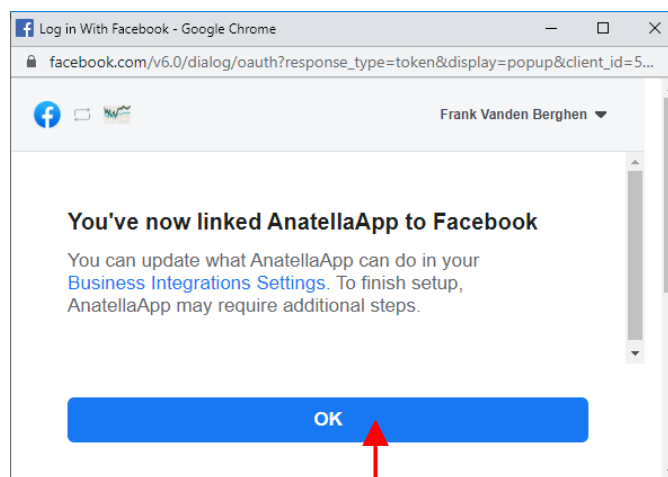 Log in With Facebook - Google Chrome
facebook.com/v6.0/dialog/oauth?response_type=token&display=popup&client_id=5...
Frank Vanden Berghen
You've now linked AnatellaApp to Facebook
You can update what AnatellaApp can do in your
Business Integrations Settings. To finish setup,
AnatellaApp may require additional steps.
OK